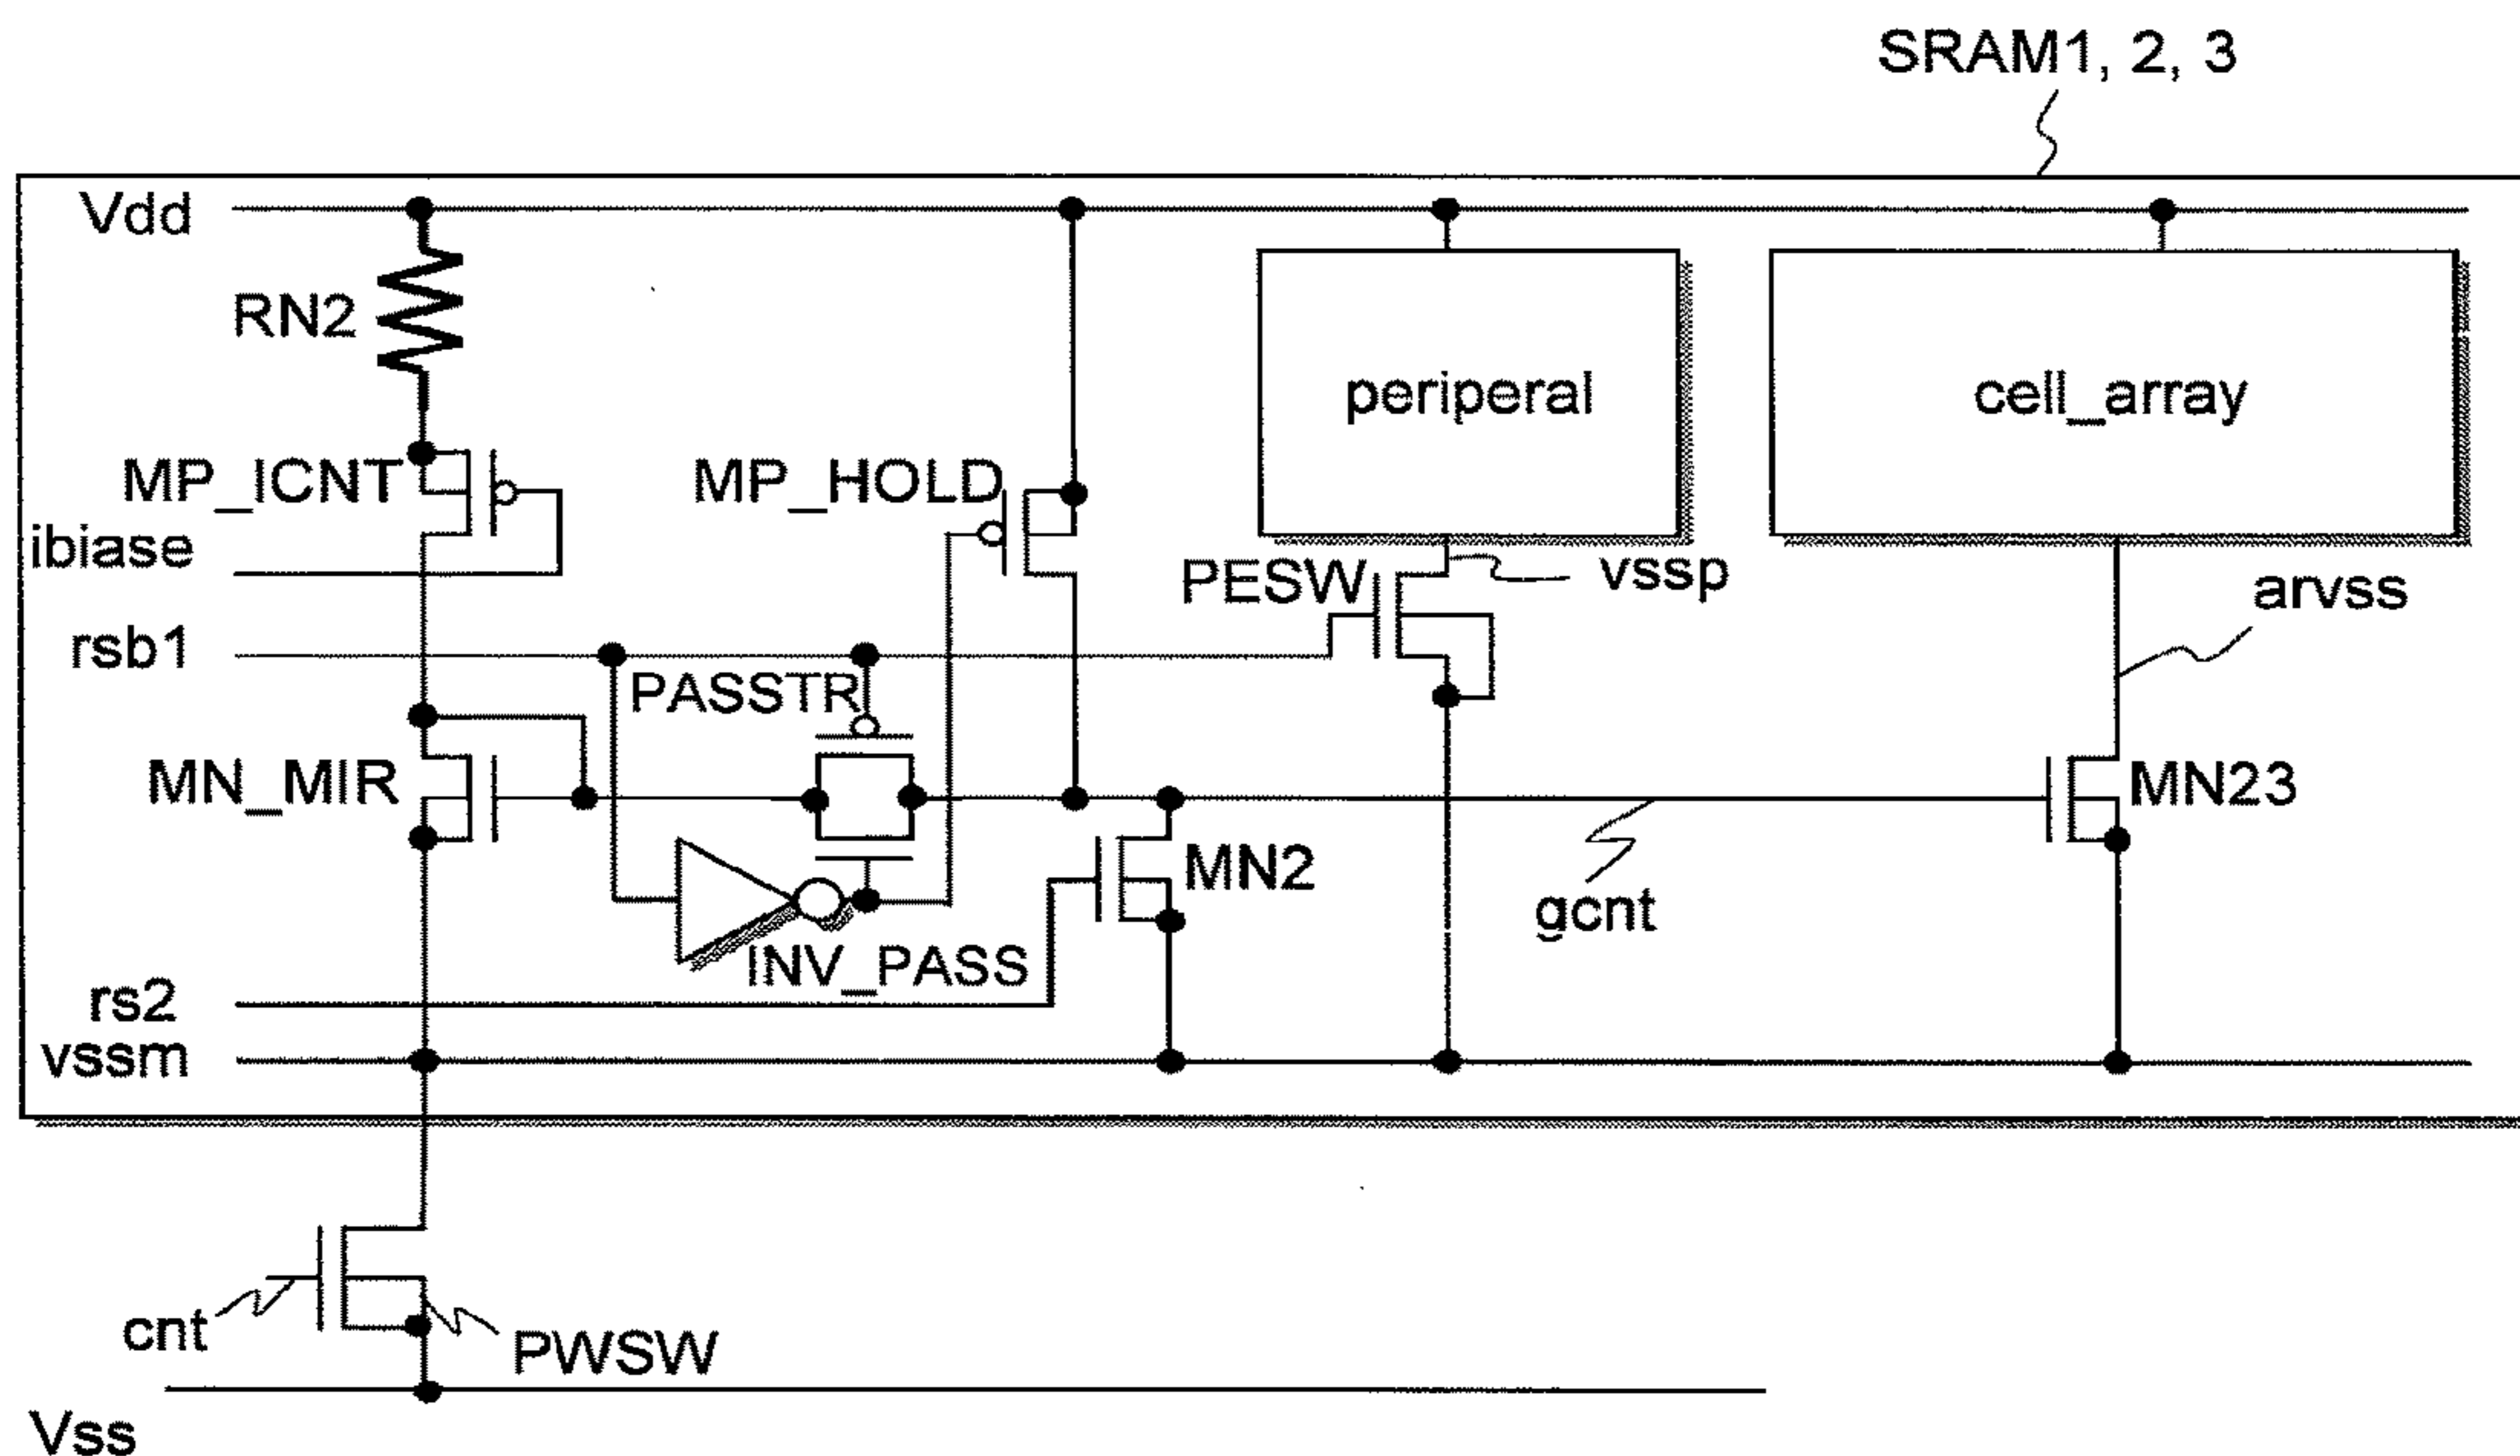 SRAM1, 2, 3
Vdd
RN2
periperal
cell_array
MP_ICNT
MP_HOLD
ibiase
PESW
vssp
arvss
rsb1
PASSTR
MN_MIR
MN23
MN2
gcnt
INV_PASS
rs2
vssm
cnt
PWSW
Vss